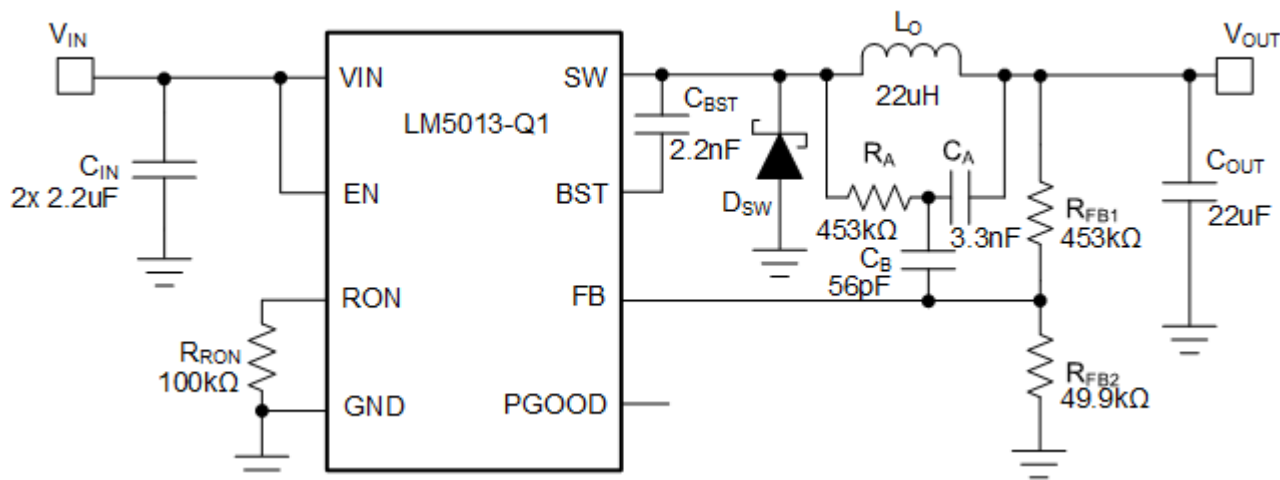 VIN
CIN
2x 2.2uF
VIN
EN
RON
GND
LM5013-Q1
SW
BST
FB
PGOOD
RRON
100kΩ
CBST
2.2nF
DSW
LO
22uH
RA
453kΩ
CA
3.3nF
CB
56pF
RFB1
453kΩ
RFB2
49.9kΩ
VOUT
COUT
22uF